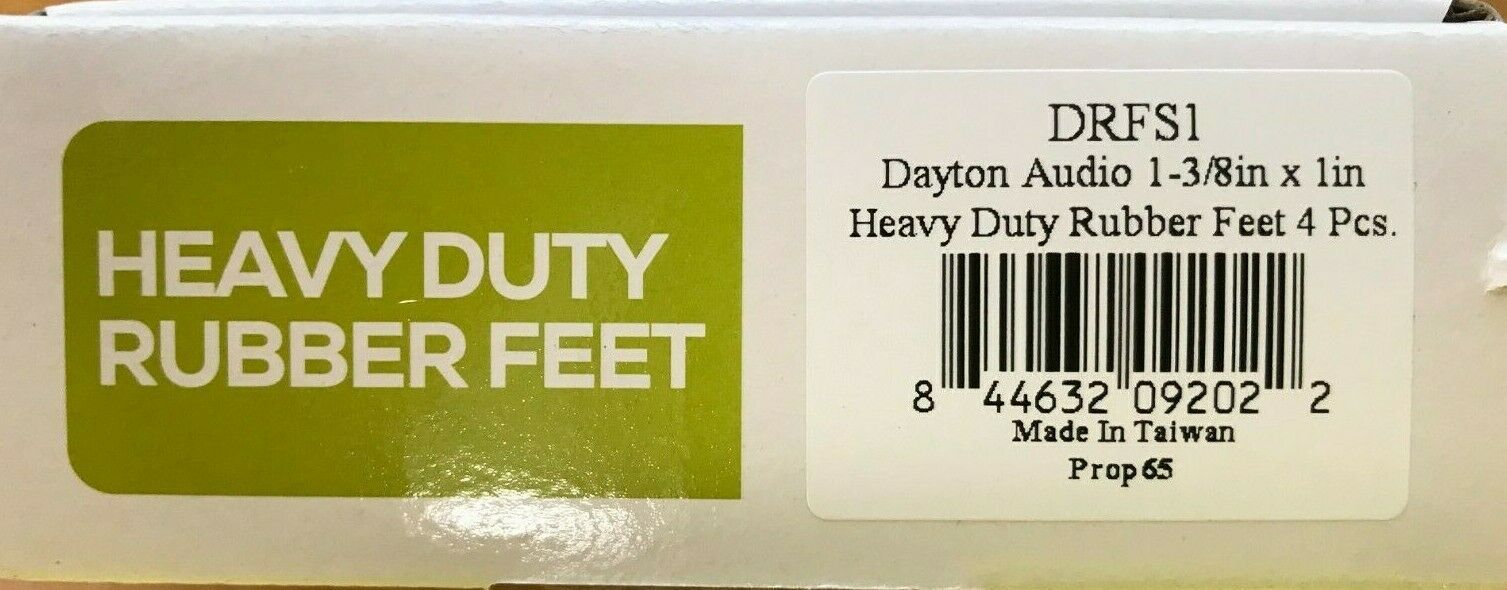 HEAVY DUTY
RUBBER FEET
DRFS1
Dayton Audio 1-3/8in x 1in
Heavy Duty Rubber Feet 4 Pcs.
8 44632 09202 2
Made In Taiwan
Prop 65